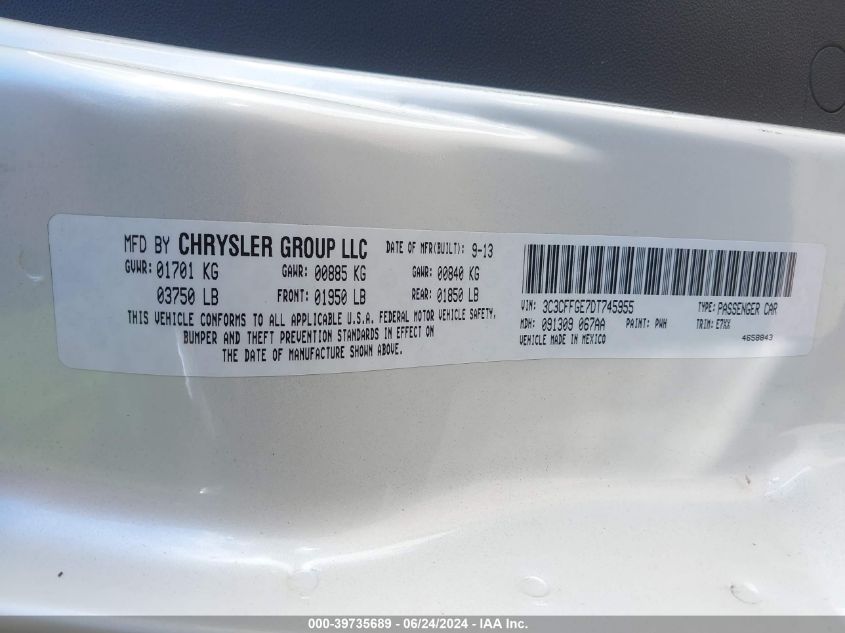 MFD BY CHRYSLER GROUP LLC DATE OF MFR(BUILT): 9-13
GVWR: 01701 KG GAWR: 00885 KG GAWR: 00840 KG
03750 LB FRONT: 01950 LB REAR: 01850 LB
THIS VEHICLE CONFORMS TO ALL APPLICABLE U.S.A. FEDERAL MOTOR VEHICLE SAFETY,
BUMPER AND THEFT PREVENTION STANDARDS IN EFFECT ON
THE DATE OF MANUFACTURE SHOWN ABOVE.
VIN: 3C3CFFGE7DT745955 TYPE: PASSENGER CAR
MDH: 091309 067AA PAINT: PWN TRIM: E7XX
VEHICLE MADE IN MEXICO 4658843
000-39735689 - 06/24/2024 - IAA Inc.